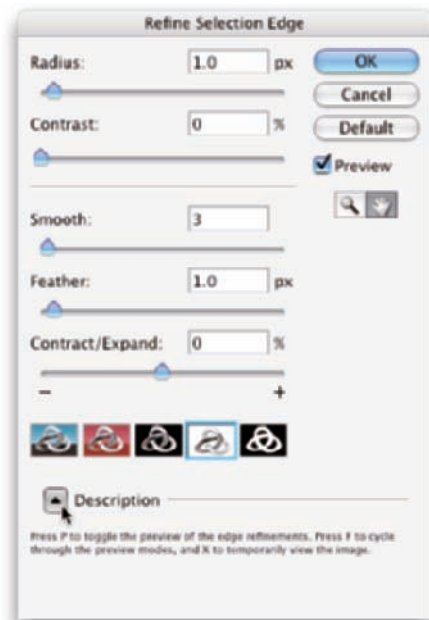 Refine Selection Edge
Radius: 1.0 px
OK
Cancel
Contrast: 0 %
Default
Preview
Smooth: 3
Feather: 1.0 px
Contract/Expand: 0 %
− +
Description
Press P to toggle the preview of the edge refinements. Press F to cycle
through the preview modes, and X to temporarily view the image.